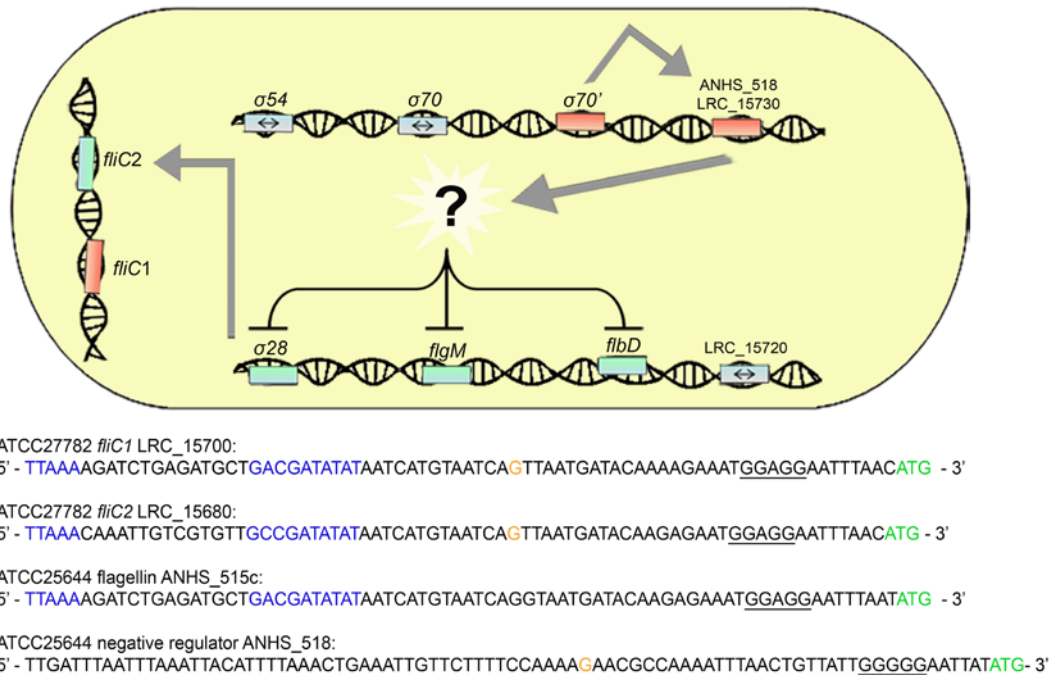 ANHS_518
LRC_15730
σ54
σ70
σ70’
fliC2
?
fliC1
σ28
flgM
flbD
LRC_15720
ATCC27782 fliC1 LRC_15700:
5’ - TTAAAAGATCTGAGATGCTGACGATATATAATCATGTAATCAGTTAATGATACAAAAGAAATGGAGGAATTTAACATG - 3’
ATCC27782 fliC2 LRC_15680:
5’ - TTAAACAAATTGTCGTGTTGCCGATATATAATCATGTAATCAGTTAATGATACAAGAGAATGGAGGAATTTAACATG - 3’
ATCC25644 flagellin ANHS_515c:
5’ - TTAAAAGATCTGAGATGCTGACGATATATAATCATGTAATCAGGTAATGATACAAGAGAAATGGAGGAATTTAATATG - 3’
ATCC25644 negative regulator ANHS_518:
5’ - TTGATTTAATTTAAATTACATTTTAAACTGAAATTGTTCTTTTCCAAAAGAACGCCAAAATTTAACTGTTATTGGGGGAATTATATG- 3’